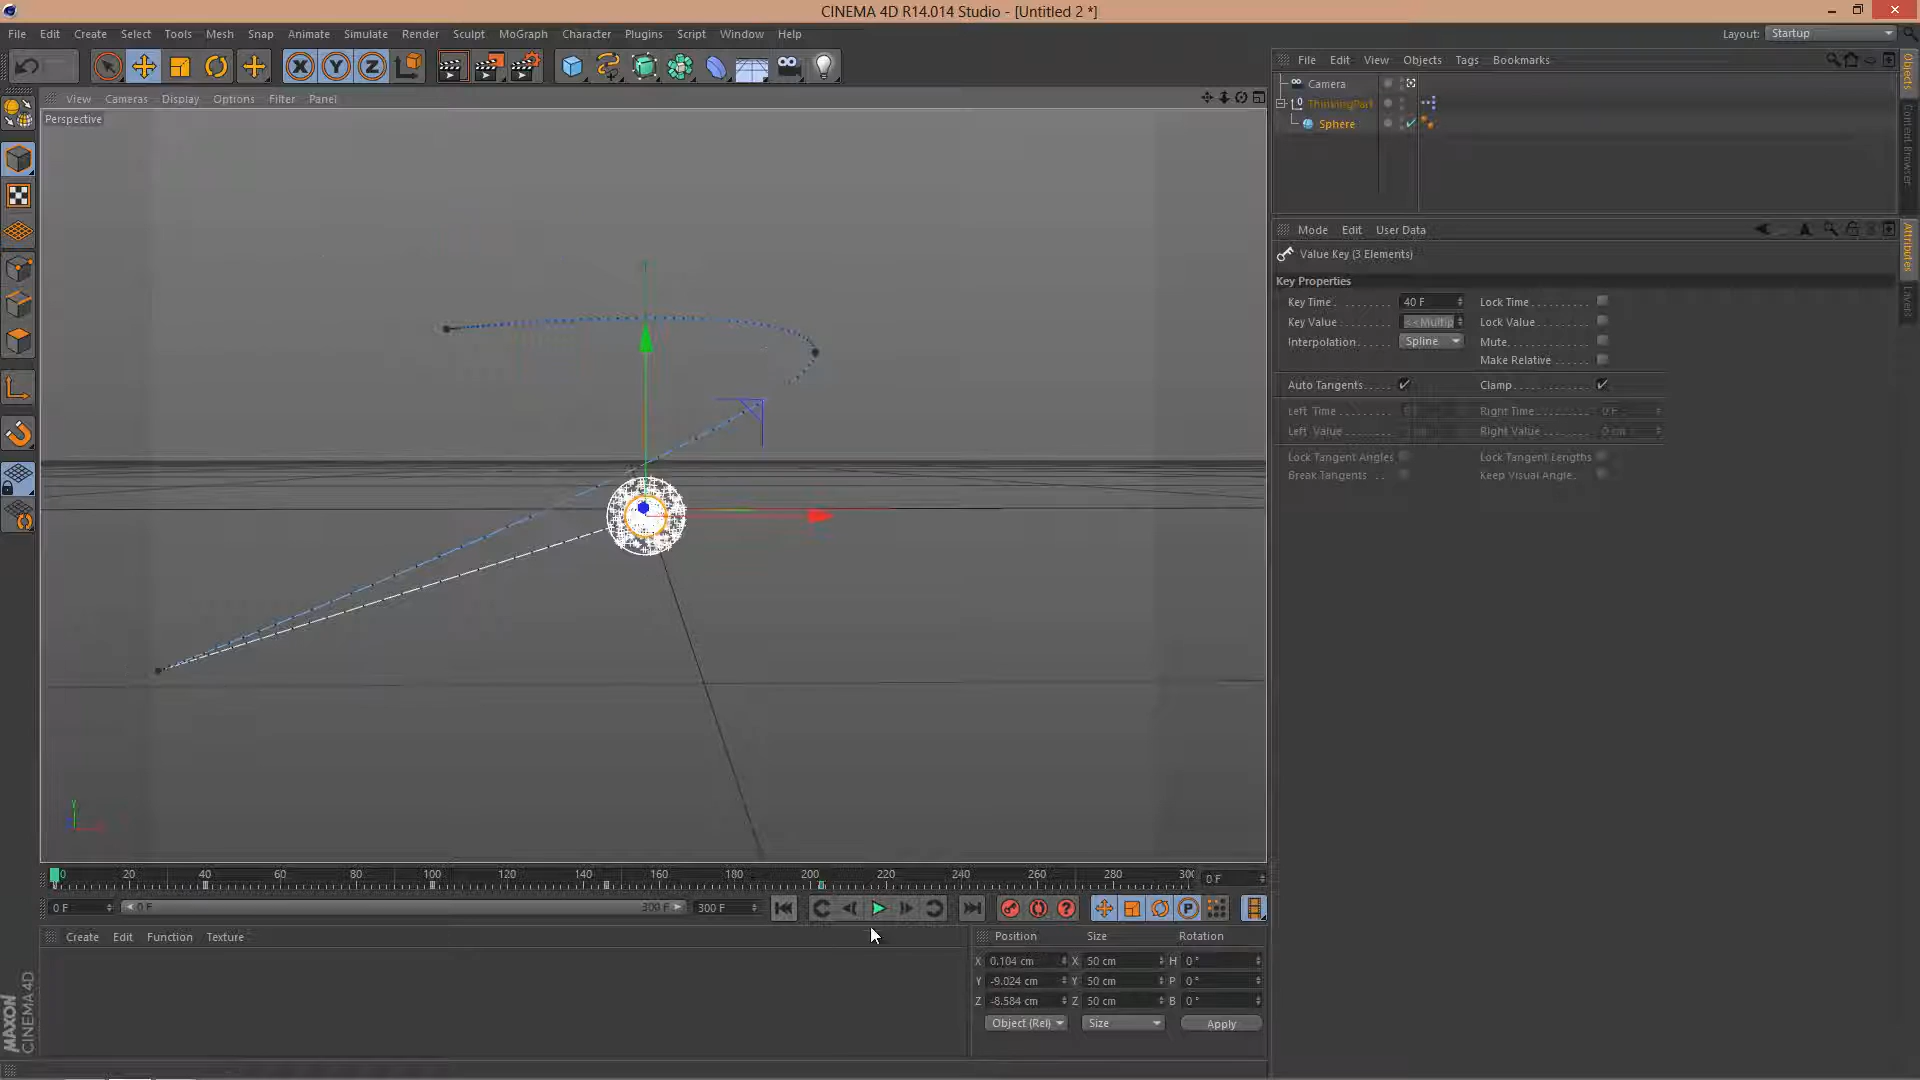 CINEMA 4D R14.014 Studio - [Untitled 2 *]
File Edit Create Select Tools Mesh Snap Animate Simulate Render Sculpt MoGraph Character Plugins Script Window Help
Layout: Startup
File Edit View Objects Tags Bookmarks
Camera
ThinkingPart
Sphere
Objects
Content Browser
View Cameras Display Options Filter Panel
Perspective
Mode Edit User Data
Value Key (3 Elements)
Key Properties
Key Time 40 F Lock Time
Key Value <<Multip Lock Value
Interpolation Spline Mute
Make Relative
Auto Tangents Clamp
Left Time Right Time 0 F
Left Value Right Value 0 cm
Lock Tangent Angles Lock Tangent Lengths
Break Tangents Keep Visual Angle
Attributes
Layers
Y
0 20 40 60 80 100 120 140 160 180 200 220 240 260 280 300 0 F
0 F 0 F 300 F 300 F
Create Edit Function Texture
Position Size Rotation
X 0.104 cm X 50 cm H 0 °
Y -9.024 cm Y 50 cm P 0 °
Z -8.584 cm Z 50 cm B 0 °
Object (Rel) Size Apply
MAXON
CINEMA 4D